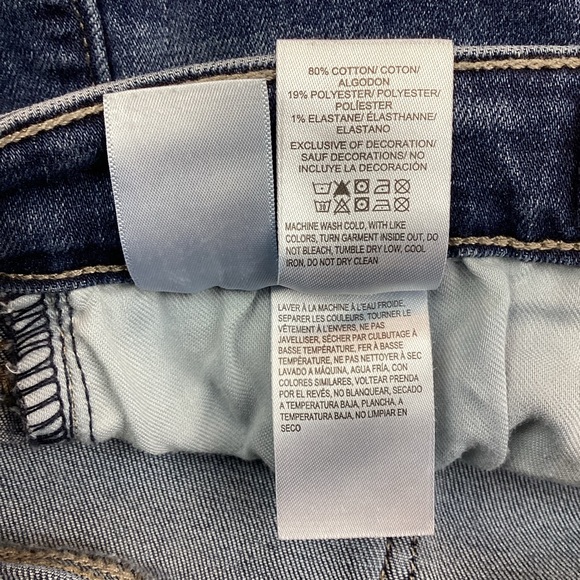 80% COTTON/ COTON/
ALGODON
19% POLYESTER/ POLYESTER/
POLÍESTER
1% ELASTANE/ ÉLASTHANNE/
ELASTANO
EXCLUSIVE OF DECORATION/
SAUF DECORATIONS/ NO
INCLUYE LA DECORACIÓN
MACHINE WASH COLD, WITH LIKE
COLORS, TURN GARMENT INSIDE OUT, DO
NOT BLEACH, TUMBLE DRY LOW, COOL
IRON, DO NOT DRY CLEAN
LAVER À LA MACHINE À L'EAU FROIDE,
SEPARER LES COULEURS, TOURNER LE
VÊTEMENT À L'ENVERS, NE PAS
JAVELLISER, SÉCHER PAR CULBUTAGE À
BASSE TEMPÉRATURE, FER À BASSE
TEMPÉRATURE, NE PAS NETTOYER À SEC
LAVADO A MÁQUINA, AGUA FRÍA, CON
COLORES SIMILARES, VOLTEAR PRENDA
POR EL REVÉS, NO BLANQUEAR, SECADO
A TEMPERATURA BAJA, PLANCHA, A
TEMPERATURA BAJA, NO LIMPIAR EN
SECO